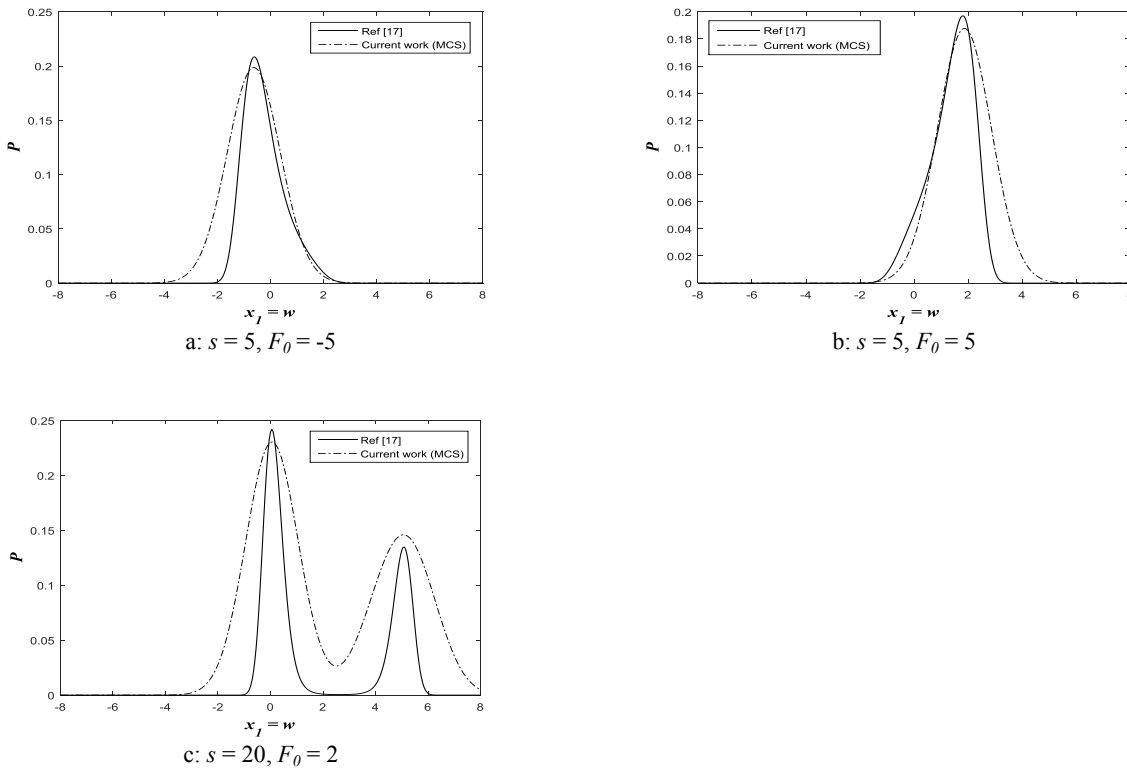 0.25
0.2
0.15
0.1
0.05
0
P
Ref [17]
Current work (MCS)
-8 -6 -4 -2 0 2 4 6 8
x1 = w
a: s = 5, F0 = -5
0.2
0.18
0.16
0.14
0.12
0.1
0.08
0.06
0.04
0.02
0
P
Ref [17]
Current work (MCS)
-8 -6 -4 -2 0 2 4 6 8
x1 = w
b: s = 5, F0 = 5
0.25
0.2
0.15
0.1
0.05
0
P
Ref [17]
Current work (MCS)
-8 -6 -4 -2 0 2 4 6 8
x1 = w
c: s = 20, F0 = 2